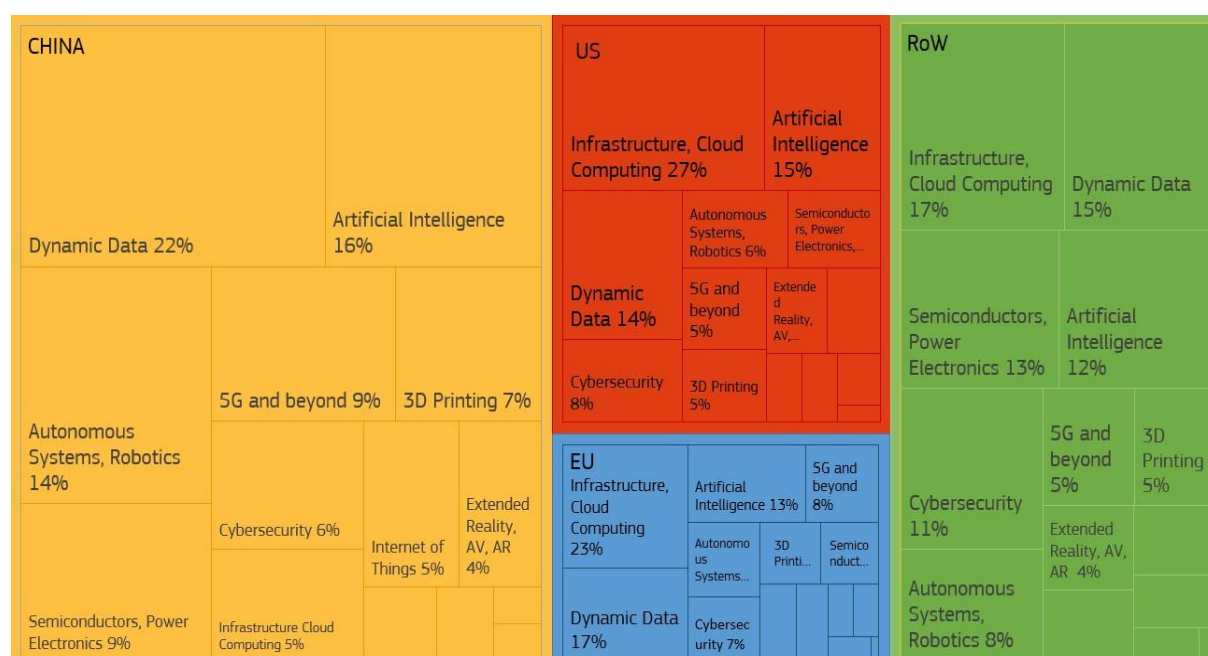 CHINA
Dynamic Data 22%
Artificial Intelligence
16%
Autonomous
Systems, Robotics
14%
5G and beyond 9%
3D Printing 7%
Semiconductors, Power
Electronics 9%
Cybersecurity 6%
Infrastructure Cloud
Computing 5%
Internet of
Things 5%
Extended
Reality,
AV, AR
4%
US
Infrastructure, Cloud
Computing 27%
Artificial
Intelligence
15%
Dynamic
Data 14%
Cybersecurity
8%
Autonomous
Systems,
Robotics 6%
Semiconducto
rs, Power
Electronics,...
5G and
beyond
5%
Extende
d
Reality,
AV,...
3D Printing
5%
EU
Infrastructure,
Cloud
Computing
23%
Dynamic Data
17%
Artificial
Intelligence 13%
5G and
beyond
8%
Autonomo
us
Systems...
3D
Printi...
Semico
nduct...
Cybersec
urity 7%
RoW
Infrastructure,
Cloud Computing
17%
Dynamic Data
15%
Semiconductors,
Power
Electronics 13%
Artificial
Intelligence
12%
Cybersecurity
11%
5G and
beyond
5%
3D
Printing
5%
Extended
Reality, AV,
AR 4%
Autonomous
Systems,
Robotics 8%